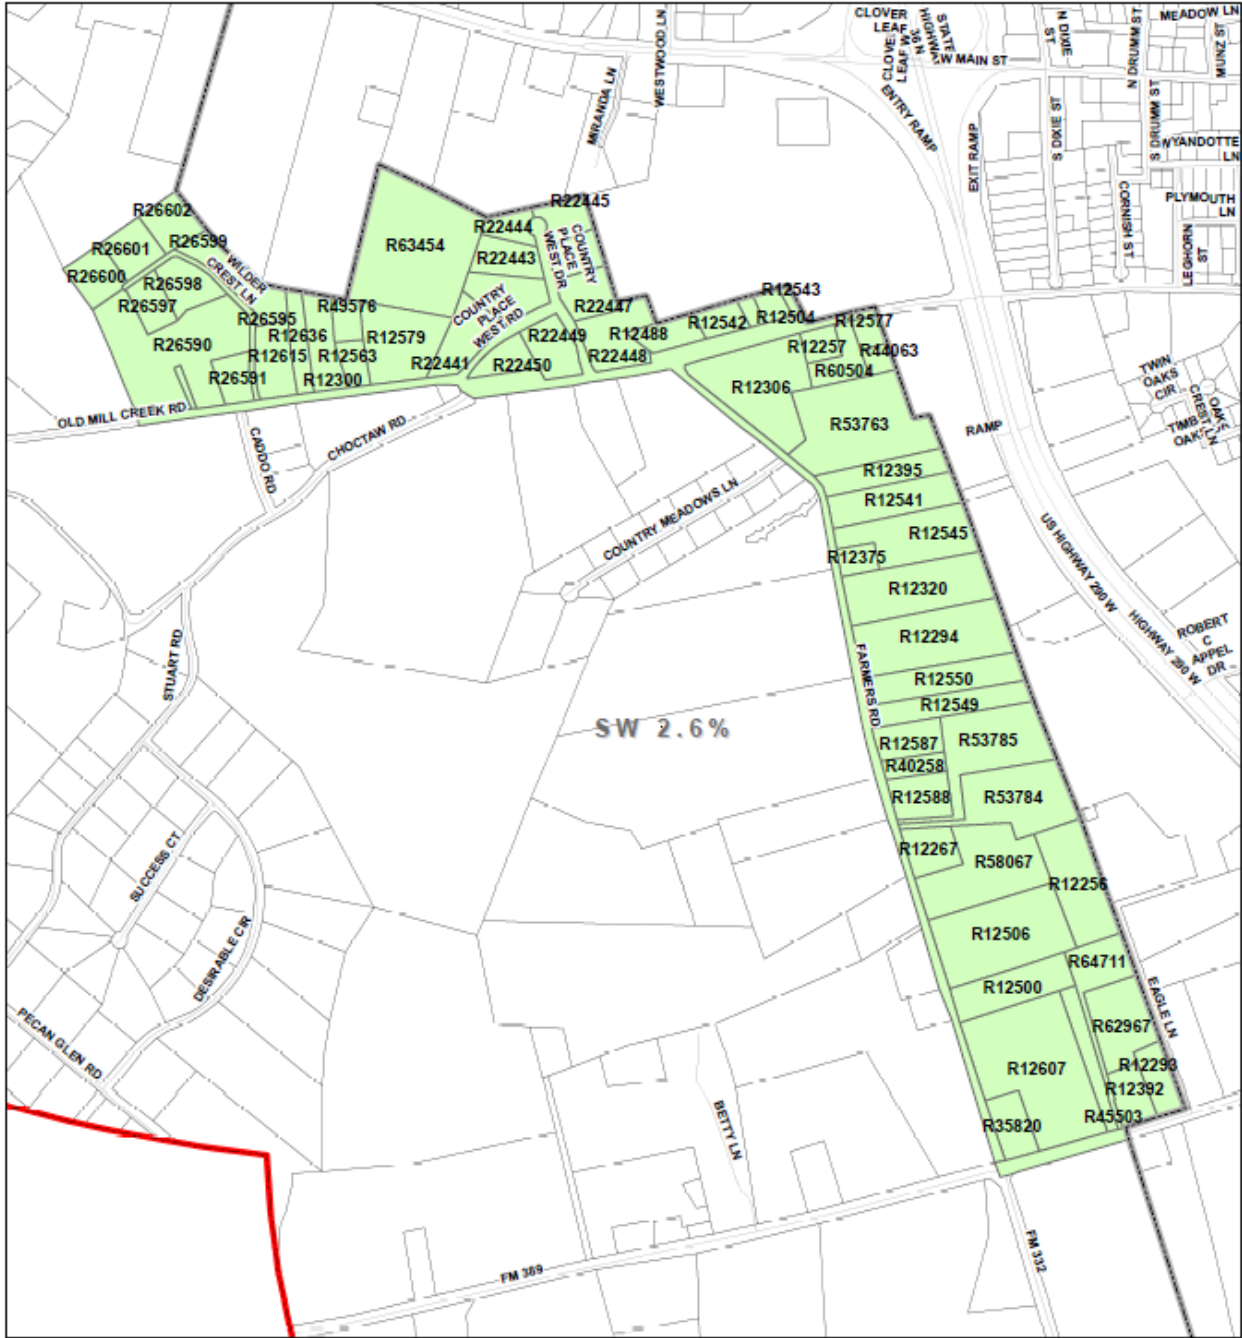 CLOVER
LEAF
STATE
HIGHWAY
36 N
CLOVER
LEAF W
W MAIN ST
N DIXIE
ST
N DRUMM ST
MEADOW LN
MUNZ ST
WESTWOOD LN
MIRANDA LN
ENTRY RAMP
EXIT RAMP
S DIXIE ST
S DRUMM ST
WYANDOTTE
LN
CORNISH ST
PLYMOUTH
LN
LEGHORN
ST
R26602
R26601
R26599
R26600
R26598
R26597
WILDER
CREST LN
R26590
R26595
R26591
R12615
R12636
R49576
R12563
R12300
R12579
R63454
R22445
R22444
R22443
COUNTRY
PLACE
WEST DR
COUNTRY
PLACE
WEST RD
R22441
R22450
R22449
R22447
R22448
R12488
R12542
R12504
R12543
R12577
R12257
R44063
R60504
R12306
R53763
OLD MILL CREEK RD
CADDO RD
CHOCTAW RD
COUNTRY MEADOWS LN
RAMP
TWIN
OAKS
CIR
OAK
CREST LN
R12395
R12541
R12545
R12375
R12320
R12294
R12550
R12549
US HIGHWAY 290 W
HIGHWAY 290 W
ROBERT
C
APPEL
DR
STUART RD
FARMERS RD
SW 2.6%
R12587
R53785
R40258
R12588
R53784
R12267
R58067
R12256
R12506
R64711
R12500
R62967
EAGLE LN
R12607
R12293
R12392
R35820
R45503
SUCCESS CT
DESIRABLE CIR
PECAN GLEN RD
BETTY LN
FM 389
FM 332